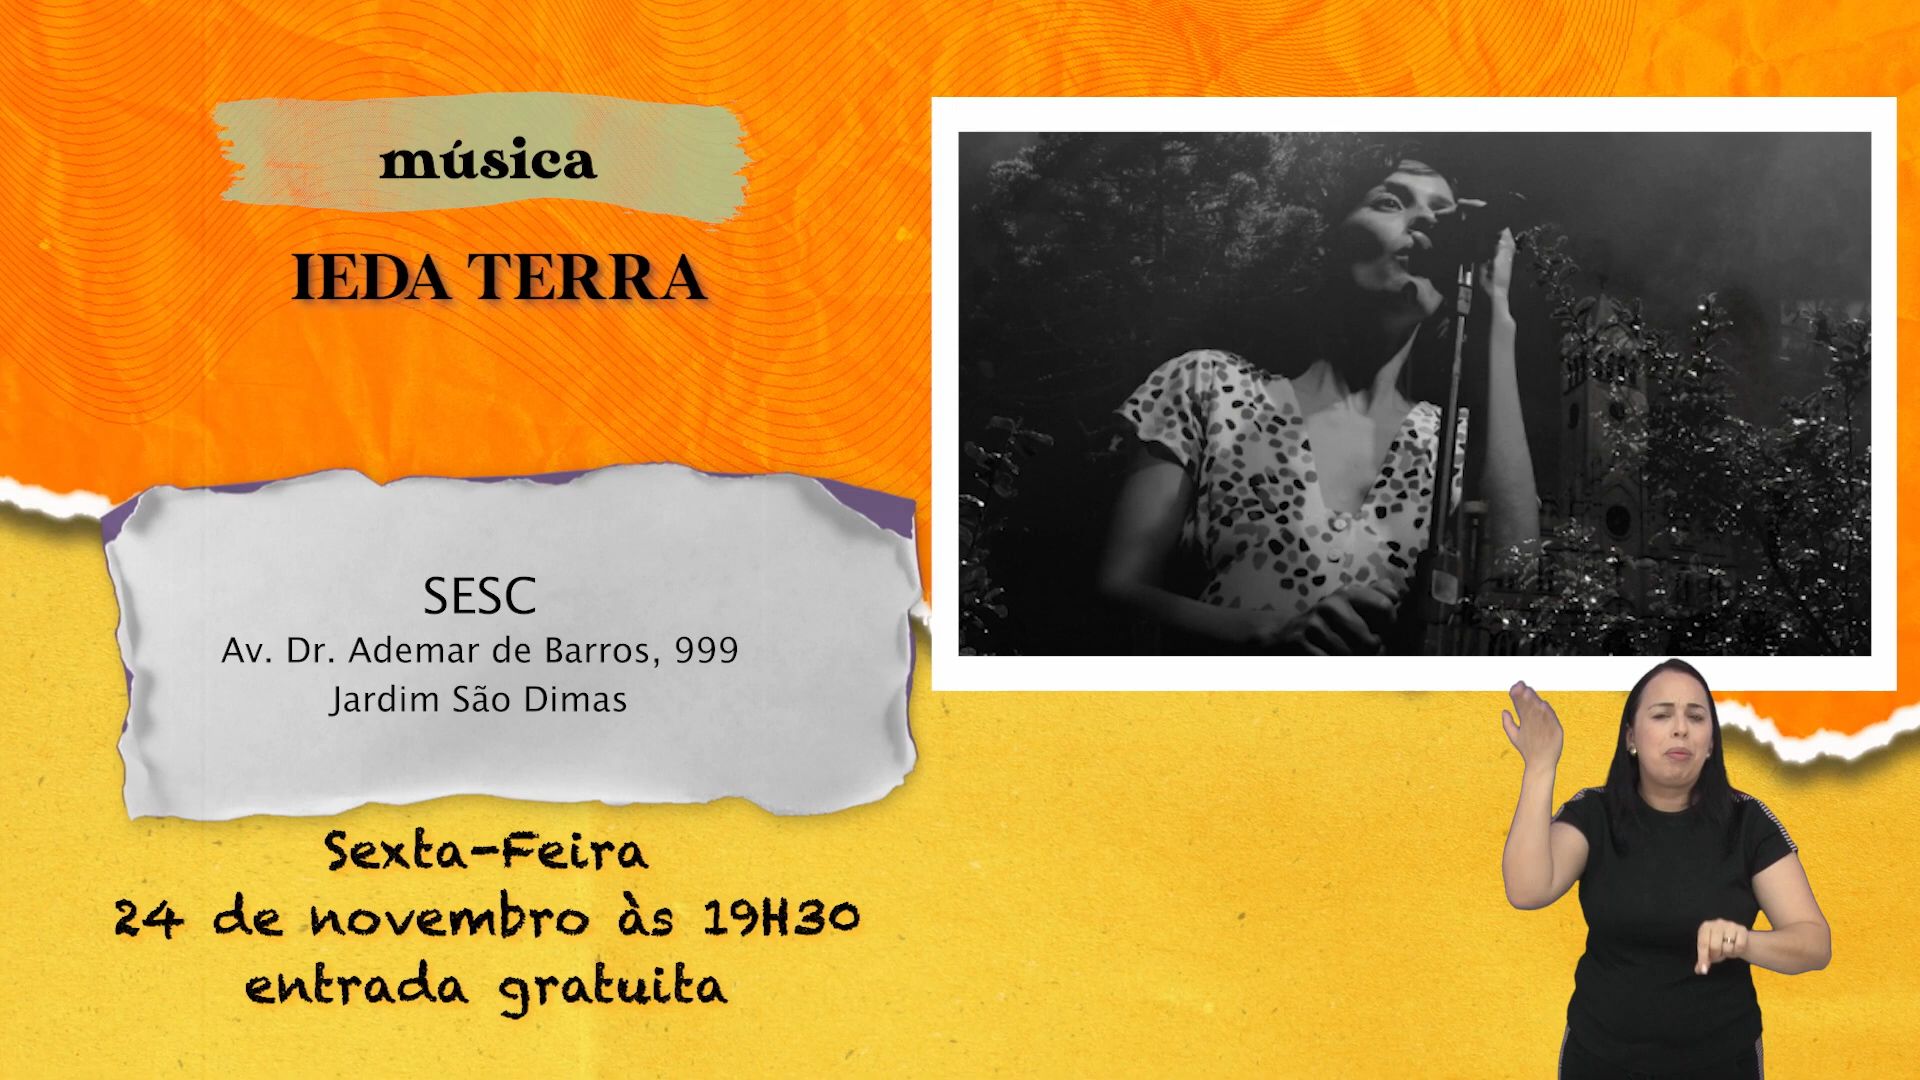 música
IEDA TERRA
SESC
Av. Dr. Ademar de Barros, 999
Jardim São Dimas
Sexta-Feira
24 de novembro às 19H30
entrada gratuita